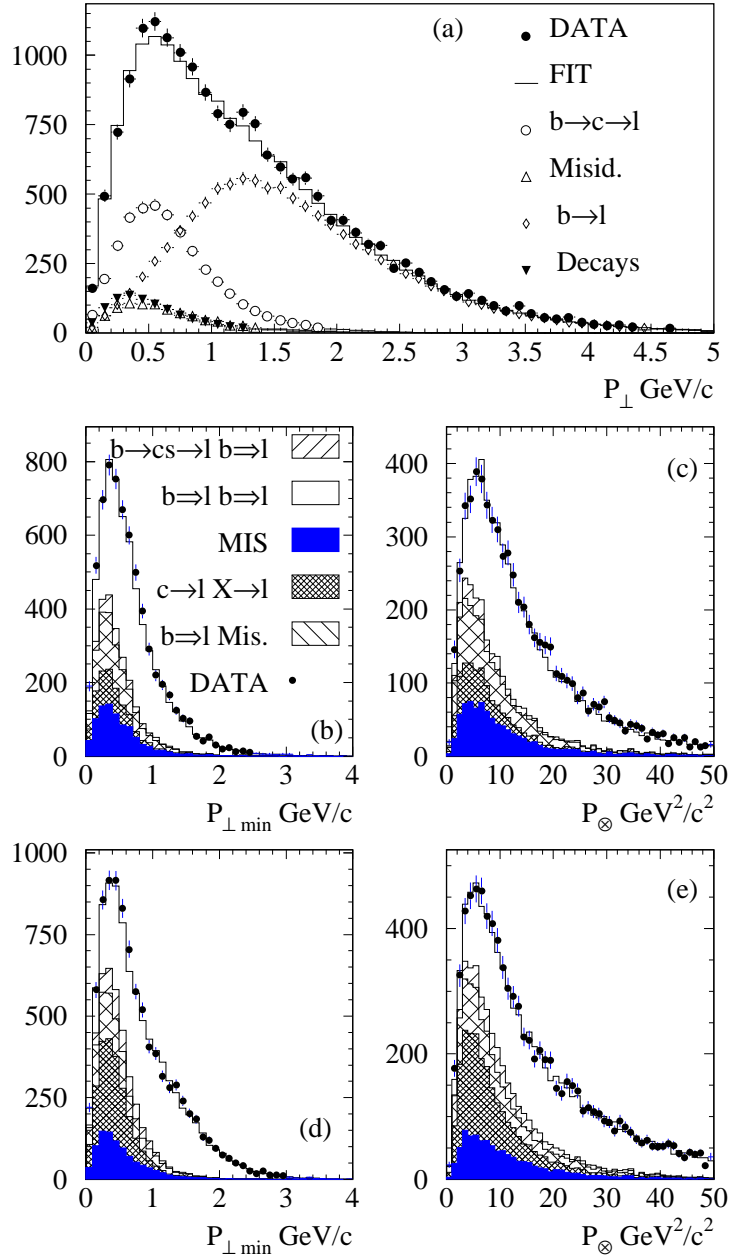 (a)
DATA
FIT
b→c→l
Misid.
b→l
Decays
1000
750
500
250
0
0 0.5 1 1.5 2 2.5 3 3.5 4 4.5 5
P⊥ GeV/c
b→cs→l b⇒l
b⇒l b⇒l
MIS
c→l X→l
b⇒l Mis.
DATA
(b)
800
600
400
200
0
0 1 2 3 4
P⊥ min GeV/c
(c)
400
300
200
100
0
0 10 20 30 40 50
P⊗ GeV²/c²
(d)
1000
750
500
250
0
0 1 2 3 4
P⊥ min GeV/c
(e)
400
200
0
0 10 20 30 40 50
P⊗ GeV²/c²